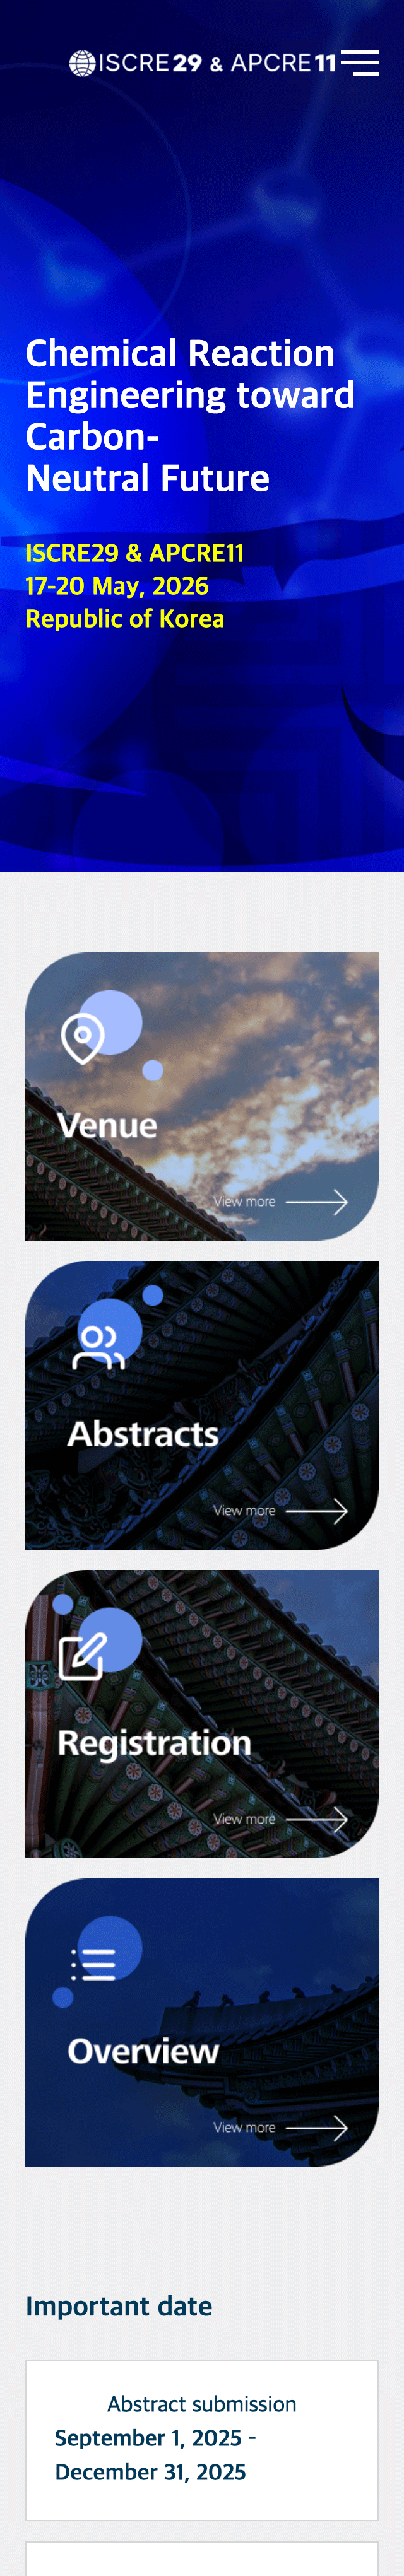 ISCRE29 & APCRE11
Chemical Reaction
Engineering toward
Carbon-
Neutral Future
ISCRE29 & APCRE11
17-20 May, 2026
Republic of Korea
Venue
View more
Abstracts
View more
Registration
View more
Overview
View more
Important date
Abstract submission
September 1, 2025 -
December 31, 2025